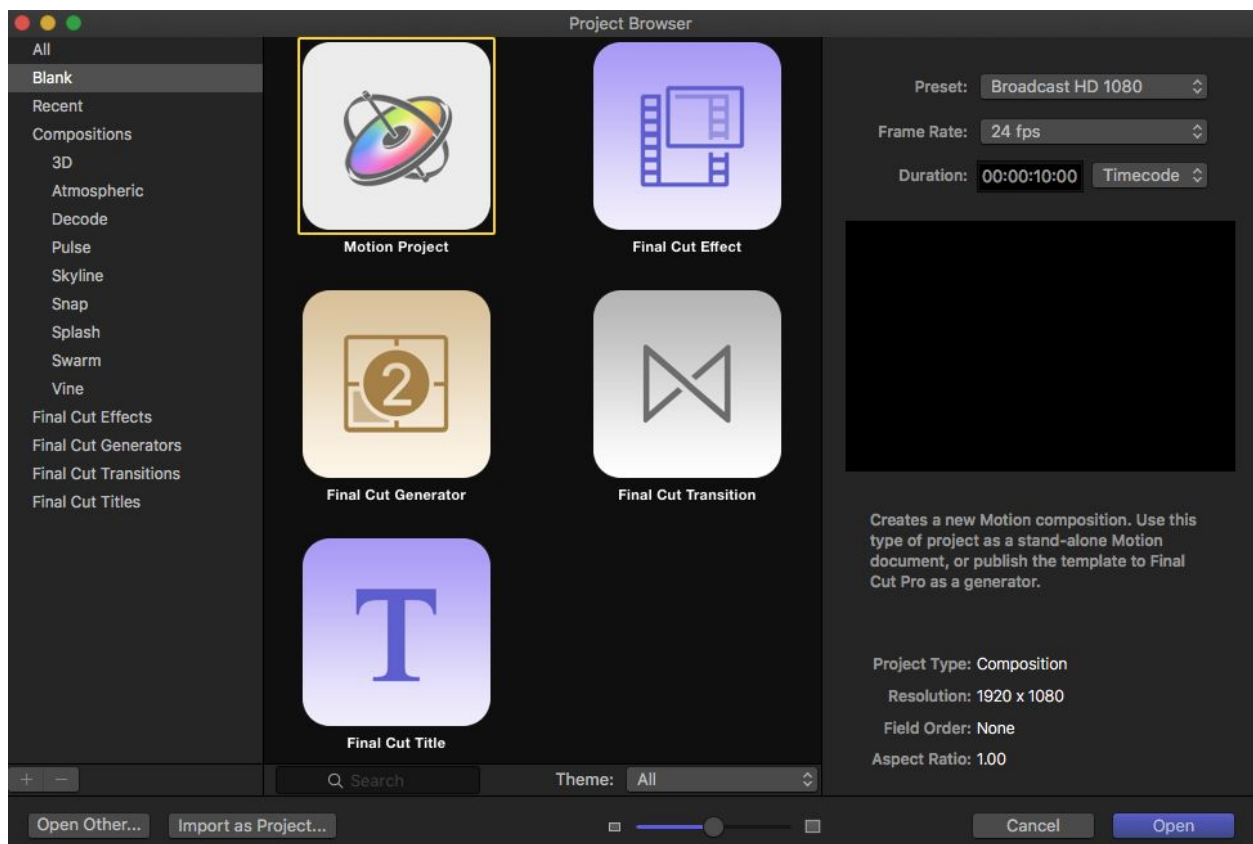 Project Browser
All
Blank
Recent
Compositions
3D
Atmospheric
Decode
Pulse
Skyline
Snap
Splash
Swarm
Vine
Final Cut Effects
Final Cut Generators
Final Cut Transitions
Final Cut Titles
Motion Project
Final Cut Effect
2
Final Cut Generator
Final Cut Transition
T
Final Cut Title
Preset: Broadcast HD 1080
Frame Rate: 24 fps
Duration: 00:00:10:00 Timecode
Creates a new Motion composition. Use this
type of project as a stand-alone Motion
document, or publish the template to Final
Cut Pro as a generator.
Project Type: Composition
Resolution: 1920 x 1080
Field Order: None
Aspect Ratio: 1.00
+ −
Search
Theme: All
Open Other...
Import as Project...
Cancel
Open